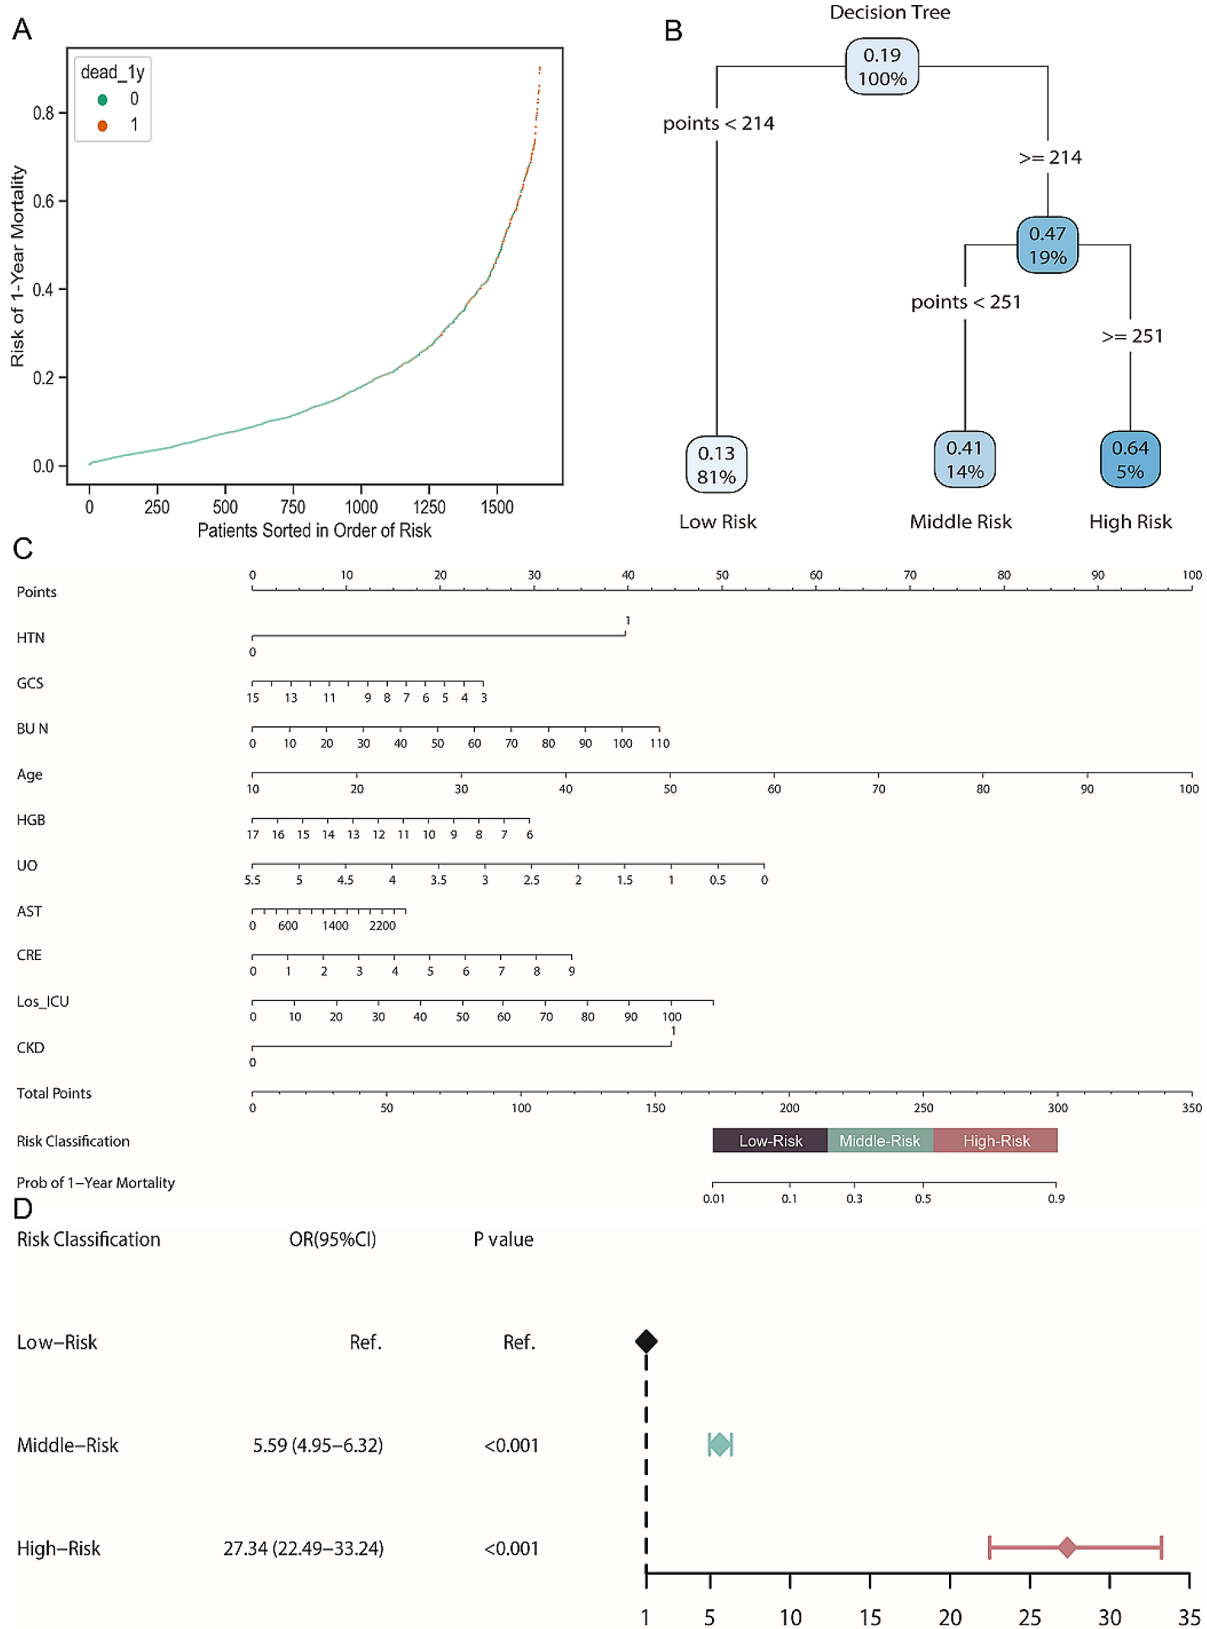 A
dead_1y
0
1
Risk of 1-Year Mortality
0.8
0.6
0.4
0.2
0.0
0 250 500 750 1000 1250 1500
Patients Sorted in Order of Risk
B
Decision Tree
0.19
100%
points < 214
>= 214
0.47
19%
points < 251
>= 251
0.13
81%
0.41
14%
0.64
5%
Low Risk Middle Risk High Risk
C
Points
0 10 20 30 40 50 60 70 80 90 100
HTN
1
0
GCS
15 13 11 9 8 7 6 5 4 3
BU N
0 10 20 30 40 50 60 70 80 90 100 110
Age
10 20 30 40 50 60 70 80 90 100
HGB
17 16 15 14 13 12 11 10 9 8 7 6
UO
5.5 5 4.5 4 3.5 3 2.5 2 1.5 1 0.5 0
AST
0 600 1400 2200
CRE
0 1 2 3 4 5 6 7 8 9
Los_ICU
0 10 20 30 40 50 60 70 80 90 100
CKD
1
0
Total Points
0 50 100 150 200 250 300 350
Risk Classification
Low-Risk Middle-Risk High-Risk
Prob of 1−Year Mortality
0.01 0.1 0.3 0.5 0.9
D
Risk Classification OR(95%CI) P value
Low−Risk Ref. Ref.
Middle−Risk 5.59 (4.95−6.32) <0.001
High−Risk 27.34 (22.49−33.24) <0.001
1 5 10 15 20 25 30 35